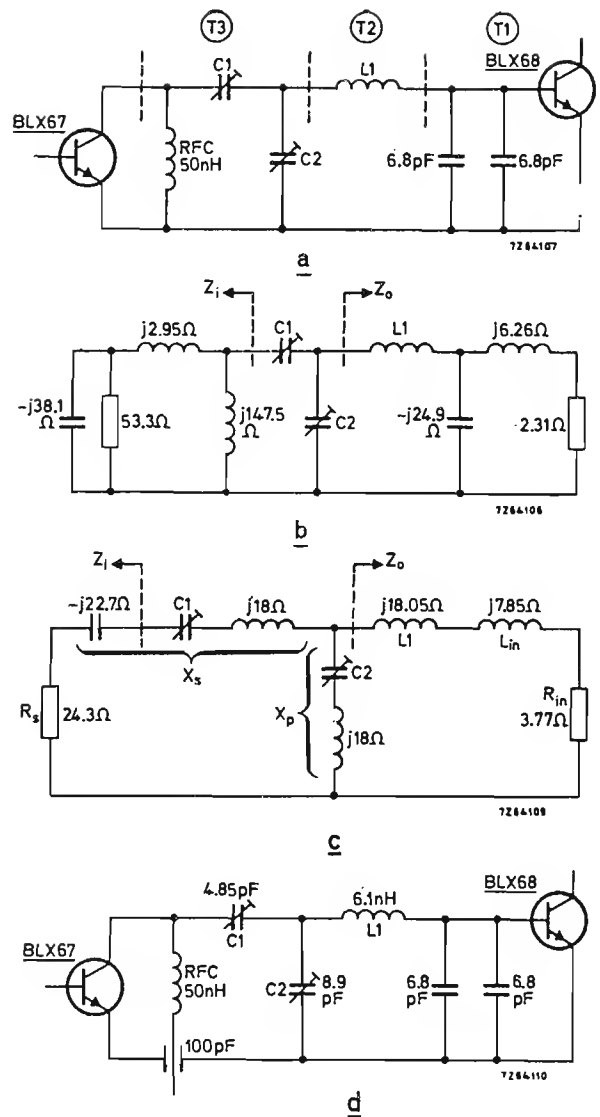 T3 T2 T1
C1
L1
BLX68
BLX67
RFC
50nH
C2
6.8pF
6.8pF
7Z64107
a
Zi
Zo
j2.95Ω
C1
L1
j6.26Ω
-j38.1
Ω
53.3Ω
j147.5
Ω
C2
-j24.9
Ω
2.31Ω
7Z64106
b
Zi
Zo
-j22.7Ω
C1
j18Ω
j18.05Ω
L1
j7.85Ω
Lin
Xs
C2
Xp
Rs
24.3Ω
j18Ω
Rin
3.77Ω
7Z64109
c
4.85pF
C1
6.1nH
L1
BLX68
BLX67
RFC
50nH
C2
8.9
pF
6.8
pF
6.8
pF
100pF
7Z64110
d